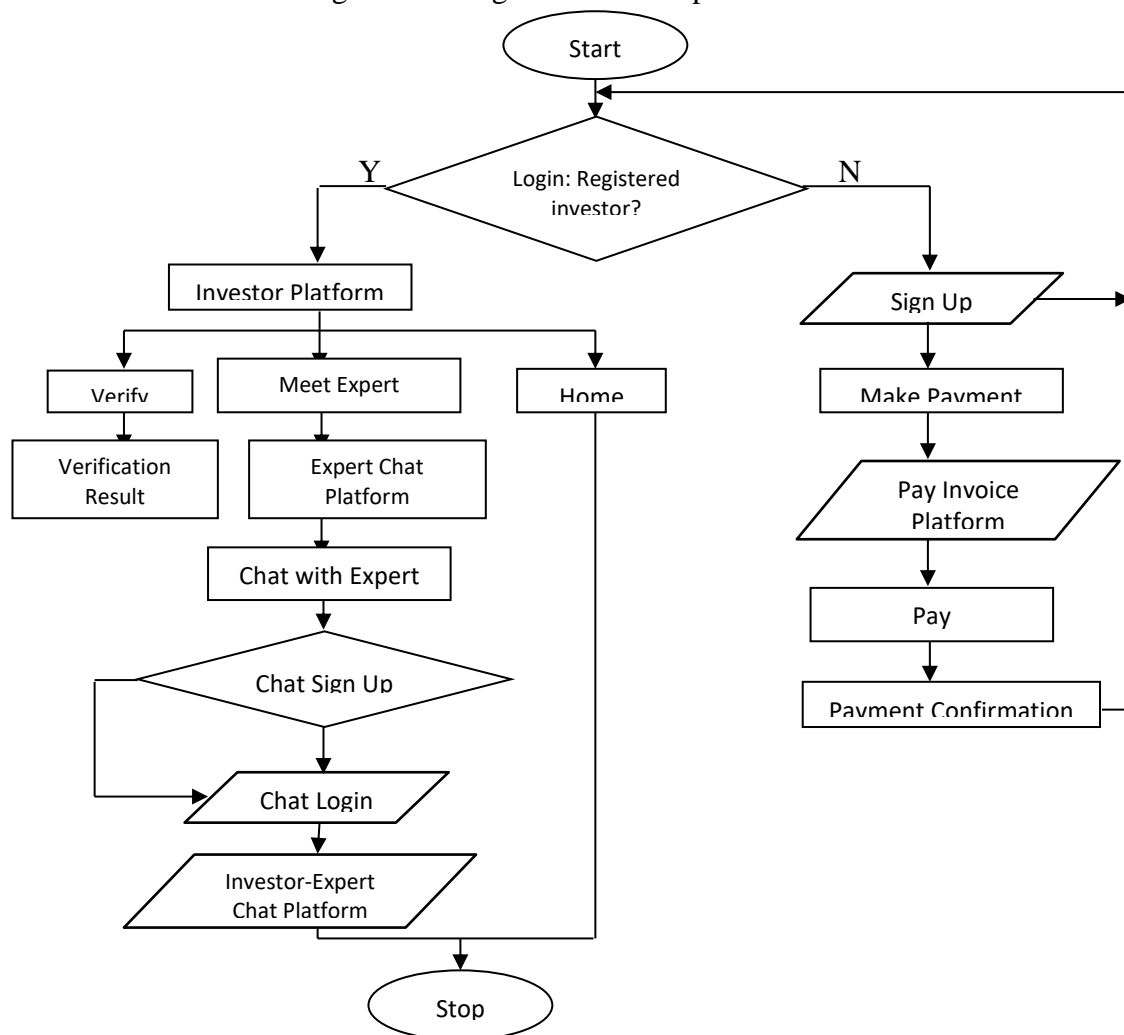 Start
Login: Registered
investor?
Y
N
Investor Platform
Sign Up
Verify
Meet Expert
Home
Make Payment
Verification
Result
Expert Chat
Platform
Pay Invoice
Platform
Chat with Expert
Pay
Chat Sign Up
Payment Confirmation
Chat Login
Investor-Expert
Chat Platform
Stop